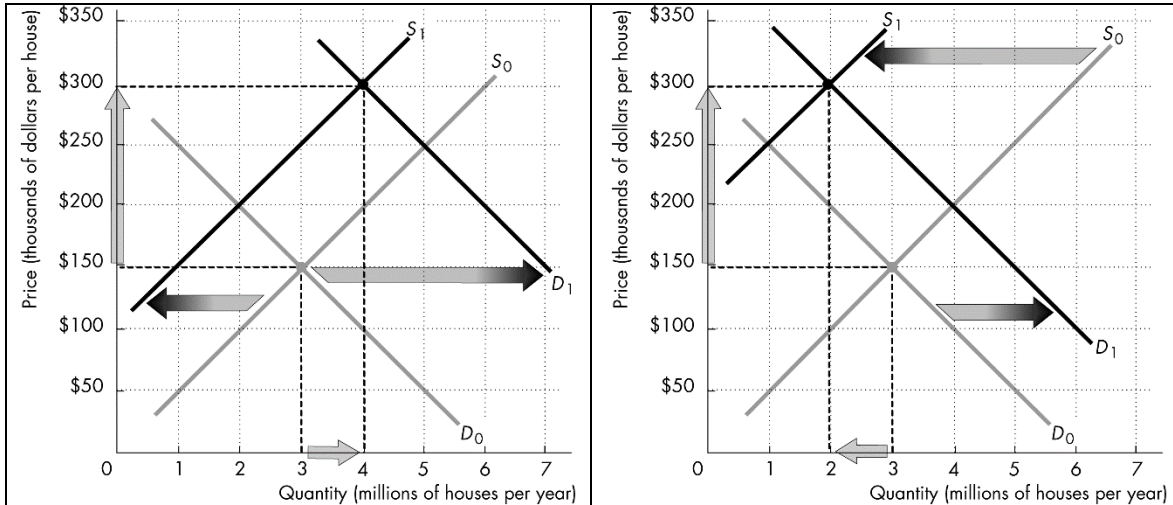 Price (thousands of dollars per house)
$350
$300
$250
$200
$150
$100
$50
0
1
2
3
4
5
6
7
Quantity (millions of houses per year)
S1
S0
D1
D0
Price (thousands of dollars per house)
$350
$300
$250
$200
$150
$100
$50
0
1
2
3
4
5
6
7
Quantity (millions of houses per year)
S1
S0
D1
D0